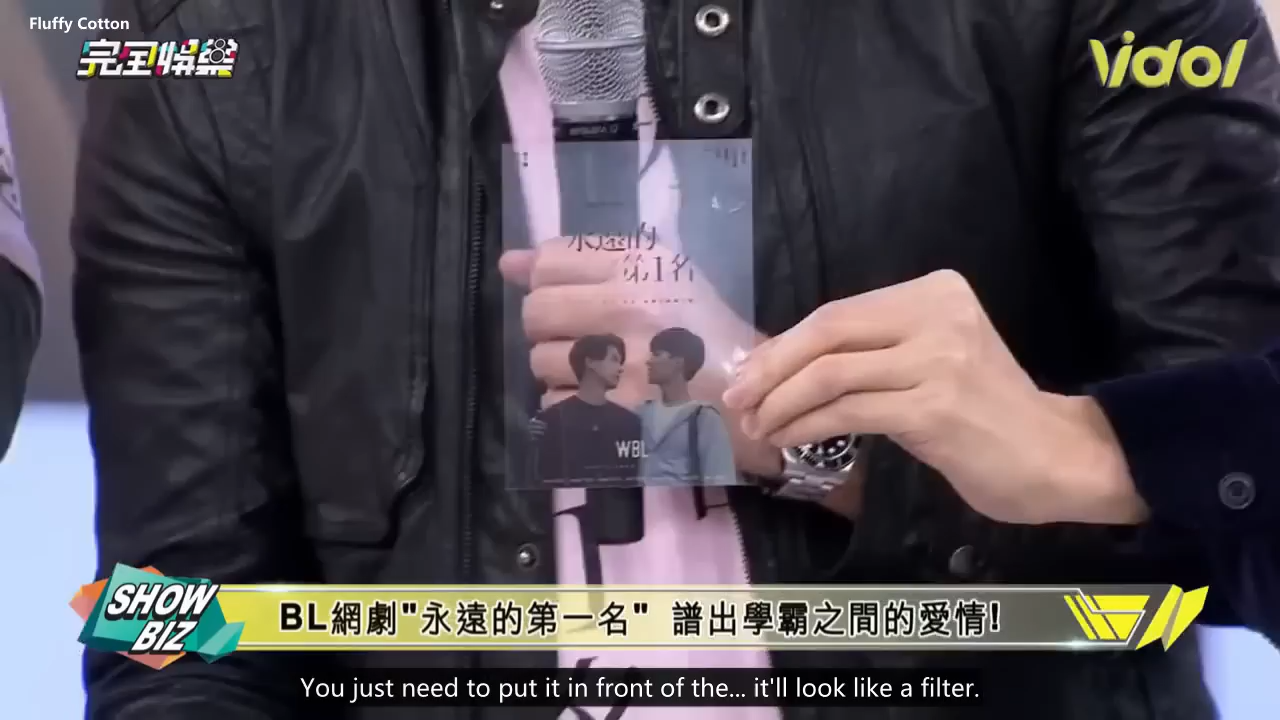 Fluffy Cotton
完全娛樂
Vidol
永遠的
第1名
WBL
SHOW
BIZ
BL網劇"永遠的第一名" 譜出學霸之間的愛情!
You just need to put it in front of the... it'll look like a filter.